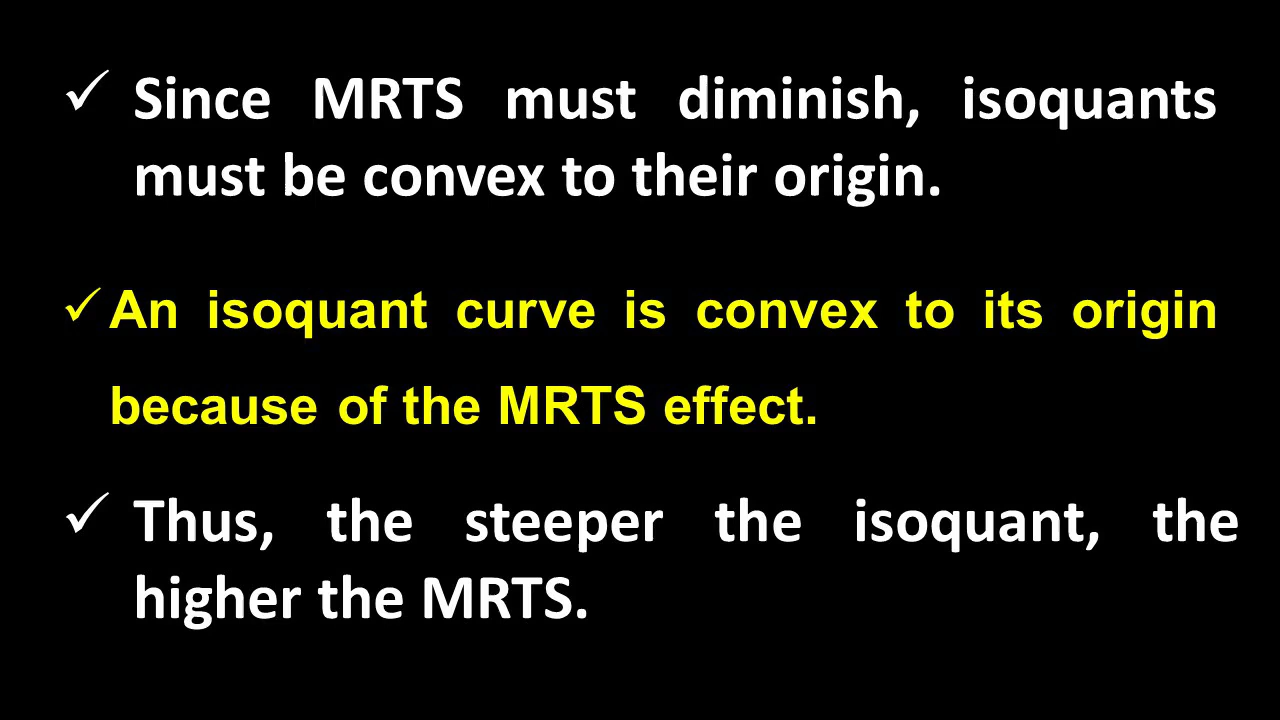 ✓ Since MRTS must diminish, isoquants
must be convex to their origin.
✓ An isoquant curve is convex to its origin
because of the MRTS effect.
✓ Thus, the steeper the isoquant, the
higher the MRTS.